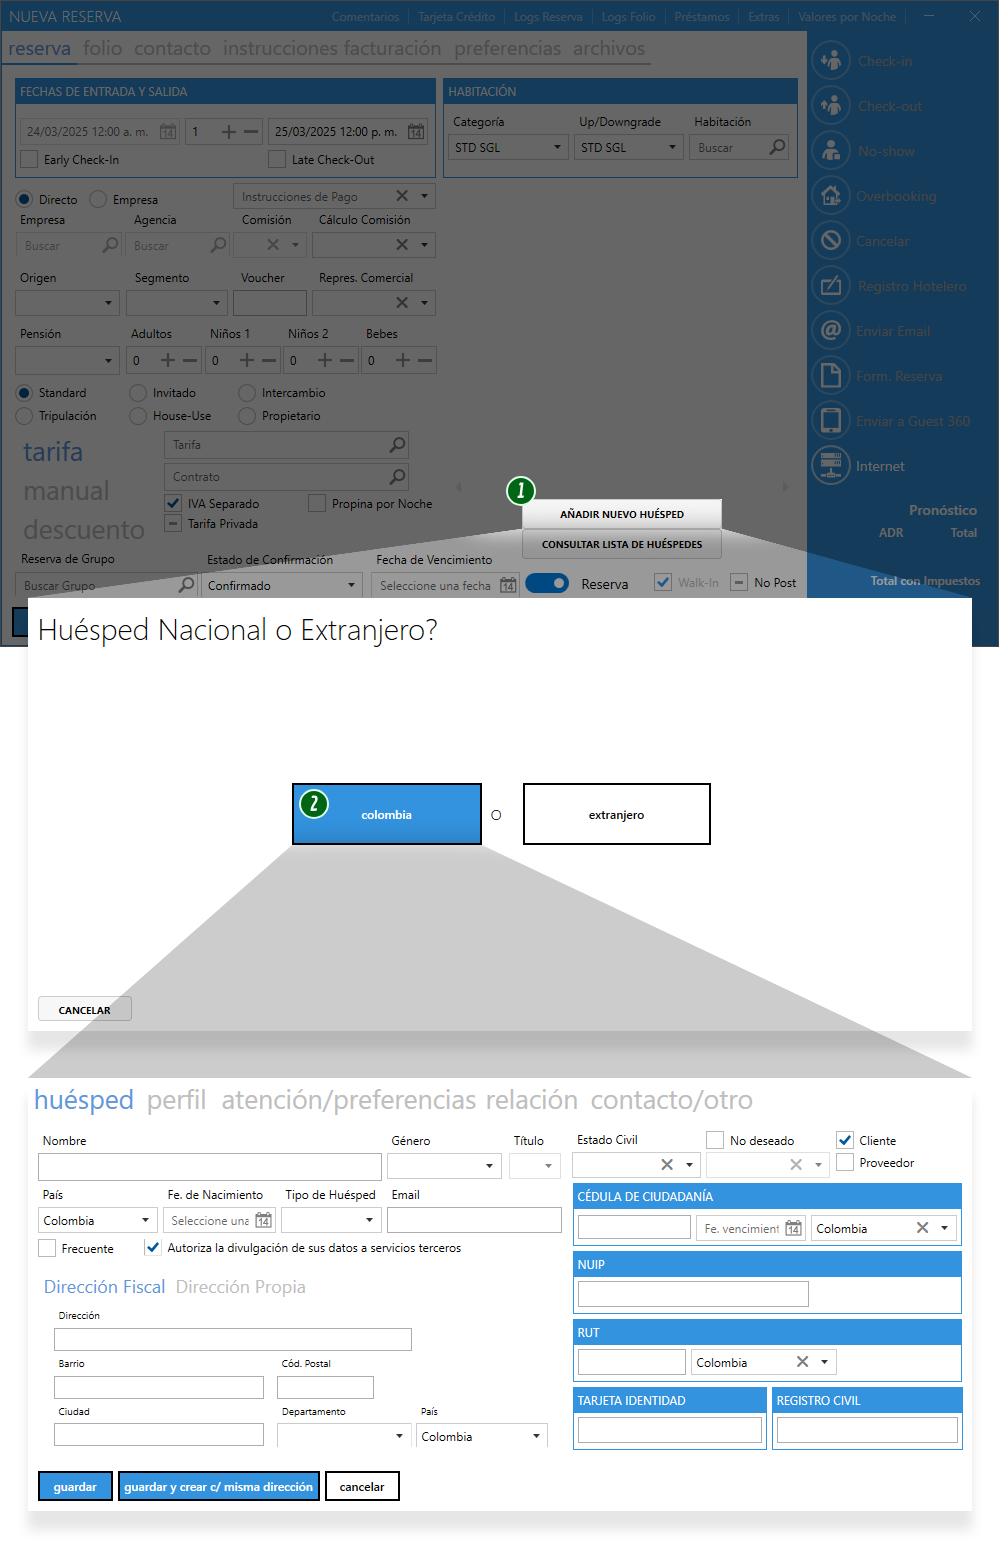 NUEVA RESERVA
Comentarios
Tarjeta Crédito
Logs Reserva
Logs Folio
Préstamos
Extras
Valores por Noche
reserva folio contacto instrucciones facturación preferencias archivos
FECHAS DE ENTRADA Y SALIDA
24/03/2025 12:00 a. m. 14 1 25/03/2025 12:00 p. m. 14
Early Check-In
Late Check-Out
HABITACIÓN
Categoría Up/Downgrade Habitación
STD SGL STD SGL Buscar
Directo Empresa Instrucciones de Pago
Empresa Agencia Comisión Cálculo Comisión
Buscar Buscar
Origen Segmento Voucher Repres. Comercial
Pensión Adultos Niños 1 Niños 2 Bebes
0 0 0 0
Standard Invitado Intercambio
Tripulación House-Use Propietario
tarifa
manual
descuento
Tarifa
Contrato
IVA Separado Propina por Noche
Tarifa Privada
Reserva de Grupo Estado de Confirmación Fecha de Vencimiento
Buscar Grupo Confirmado Seleccione una fecha 14 Reserva Walk-In No Post
1
AÑADIR NUEVO HUÉSPED
CONSULTAR LISTA DE HUÉSPEDES
Check-in
Check-out
No-show
Overbooking
Cancelar
Registro Hotelero
Enviar Email
Form. Reserva
Enviar a Guest 360
Internet
Pronóstico
ADR Total
Total con Impuestos
Huésped Nacional o Extranjero?
2
colombia O extranjero
CANCELAR
huésped perfil atención/preferencias relación contacto/otro
Nombre Género Título Estado Civil No deseado Cliente
Proveedor
País Fe. de Nacimiento Tipo de Huésped Email
Colombia Seleccione una 14
Frecuente Autoriza la divulgación de sus datos a servicios terceros
CÉDULA DE CIUDADANÍA
Fe. vencimient 14 Colombia
NUIP
RUT
Colombia
TARJETA IDENTIDAD REGISTRO CIVIL
Dirección Fiscal Dirección Propia
Dirección
Barrio Cód. Postal
Ciudad Departamento País
Colombia
guardar guardar y crear c/ misma dirección cancelar